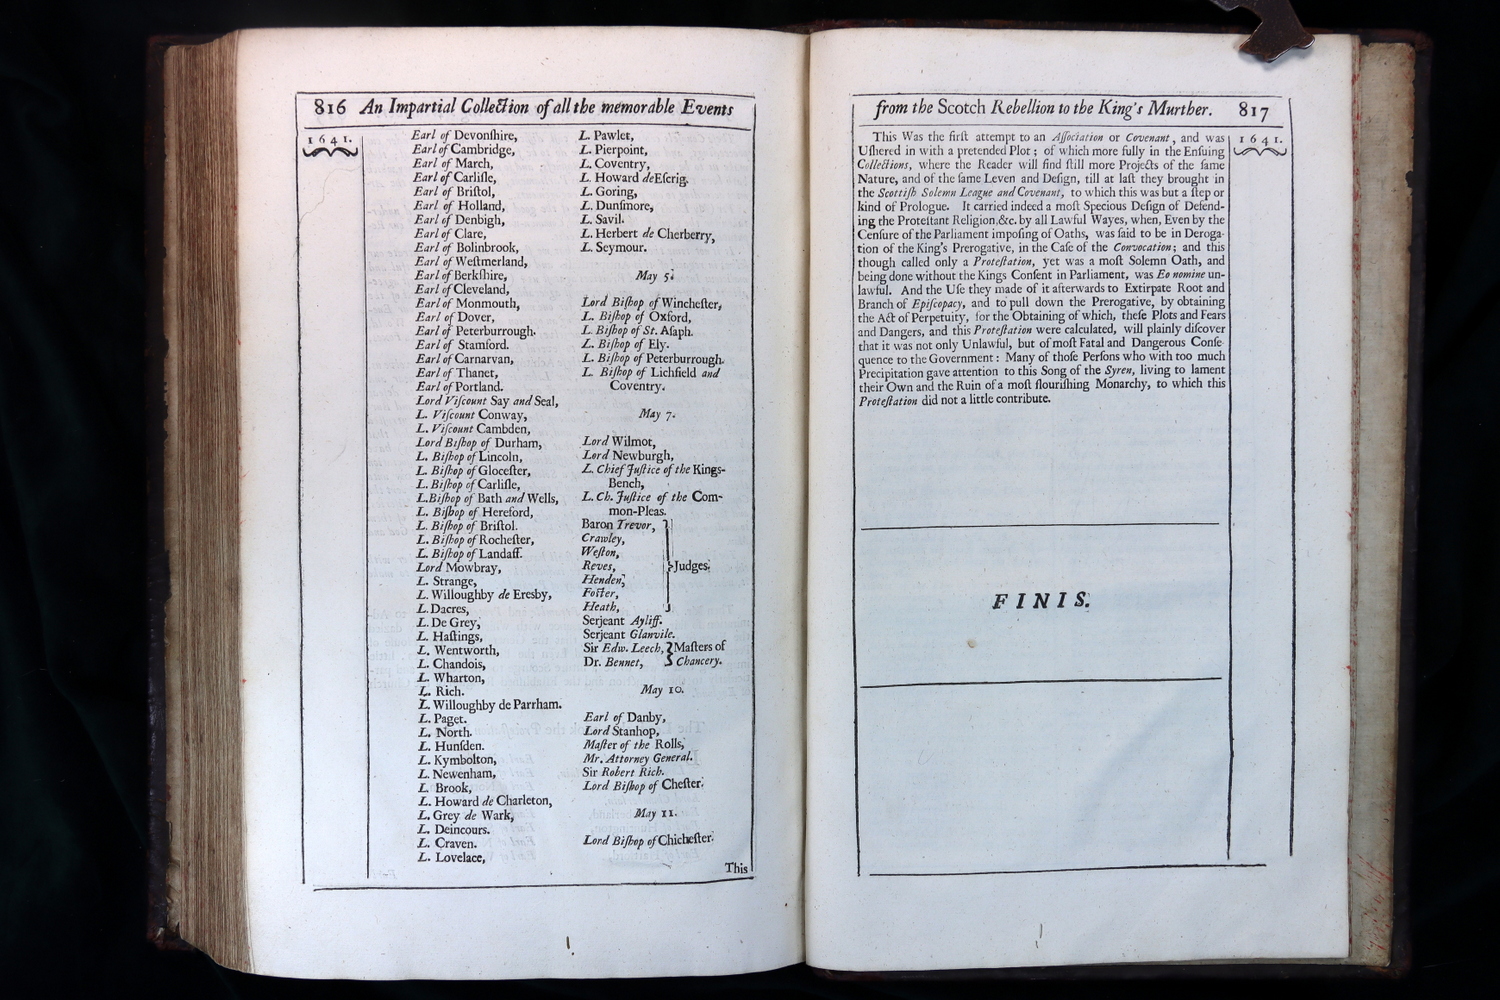 816 An Impartial Collection of all the memorable Events
1641.
Earl of Devonſhire,
Earl of Cambridge,
Earl of March,
Earl of Carliſle,
Earl of Briſtol,
Earl of Holland,
Earl of Denbigh,
Earl of Clare,
Earl of Bolinbrook,
Earl of Weſtmerland,
Earl of Berkſhire,
Earl of Cleveland,
Earl of Monmouth,
Earl of Dover,
Earl of Peterburrough.
Earl of Stamford.
Earl of Carnarvan,
Earl of Thanet,
Earl of Portland.
Lord Viſcount Say and Seal,
L. Viſcount Conway,
L. Viſcount Cambden,
Lord Biſhop of Durham,
L. Biſhop of Lincoln,
L. Biſhop of Gloceſter,
L. Biſhop of Carliſle,
L. Biſhop of Bath and Wells,
L. Biſhop of Hereford,
L. Biſhop of Briſtol.
L. Biſhop of Rocheſter,
L. Biſhop of Landaff.
Lord Mowbray,
L. Strange,
L. Willoughby de Eresby,
L. Dacres,
L. De Grey,
L. Haſtings,
L. Wentworth,
L. Chandois,
L. Wharton,
L. Rich.
L. Willoughby de Parrham.
L. Paget.
L. North.
L. Hunſden.
L. Kymbolton,
L. Newenham,
L. Brook,
L. Howard de Charleton,
L. Grey de Wark,
L. Deincours.
L. Craven.
L. Lovelace,
L. Pawlet,
L. Pierpoint,
L. Coventry,
L. Howard de Eſcrig.
L. Goring,
L. Dunſmore,
L. Savil.
L. Herbert de Cherberry,
L. Seymour.
May 5.
Lord Biſhop of Wincheſter,
L. Biſhop of Oxford,
L. Biſhop of St. Aſaph.
L. Biſhop of Ely.
L. Biſhop of Peterburrough.
L. Biſhop of Lichfield and
Coventry.
May 7.
Lord Wilmot,
Lord Newburgh,
L. Chief Juſtice of the Kings-
Bench,
L. Ch. Juſtice of the Com-
mon-Pleas.
Baron Trevor,
Crawley,
Weſton,
Reves, Judges.
Henden,
Foſter,
Heath,
Serjeant Ayliff.
Serjeant Glanvile.
Sir Edw. Leech, Maſters of
Dr. Bennet, Chancery.
May 10.
Earl of Danby,
Lord Stanhop,
Maſter of the Rolls,
Mr. Attorney General.
Sir Robert Rich.
Lord Biſhop of Cheſter.
May 11.
Lord Biſhop of Chicheſter.
This
from the Scotch Rebellion to the King's Murther. 817
1641.
This Was the firſt attempt to an Aſſociation or Covenant, and was
Uſhered in with a pretended Plot; of which more fully in the Enſuing
Collections, where the Reader will find ſtill more Projects of the ſame
Nature, and of the ſame Leven and Deſign, till at laſt they brought in
the Scottiſh Solemn League and Covenant, to which this was but a ſtep or
kind of Prologue. It carried indeed a moſt Specious Deſign of Defend-
ing the Proteſtant Religion, &c. by all Lawful Wayes, when, Even by the
Cenſure of the Parliament impoſing of Oaths, was ſaid to be in Deroga-
tion of the King's Prerogative, in the Caſe of the Convocation; and this
though called only a Proteſtation, yet was a moſt Solemn Oath, and
being done without the Kings Conſent in Parliament, was Eo nomine un-
lawful. And the Uſe they made of it afterwards to Extirpate Root and
Branch of Epiſcopacy, and to pull down the Prerogative, by obtaining
the Act of Perpetuity, for the Obtaining of which, theſe Plots and Fears
and Dangers, and this Proteſtation were calculated, will plainly diſcover
that it was not only Unlawful, but of moſt Fatal and Dangerous Conſe-
quence to the Government: Many of thoſe Perſons who with too much
Precipitation gave attention to this Song of the Syren, living to lament
their Own and the Ruin of a moſt flouriſhing Monarchy, to which this
Proteſtation did not a little contribute.
FINIS.